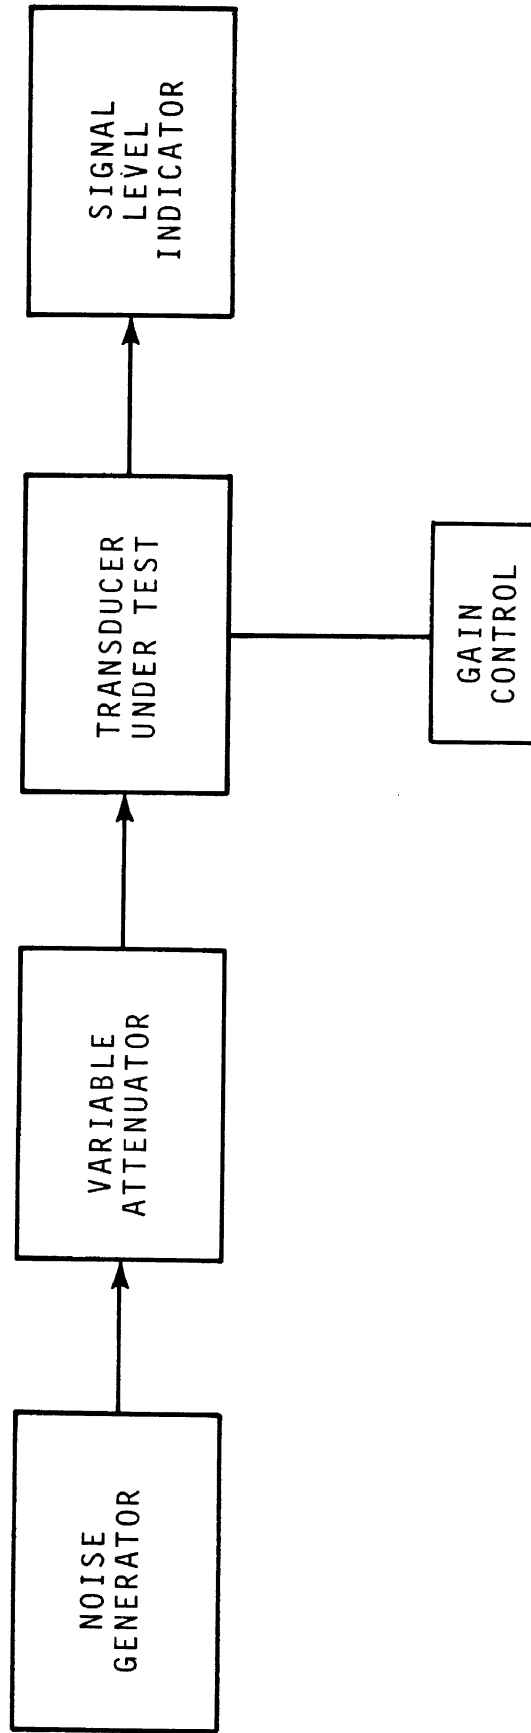 NOISE
GENERATOR
VARIABLE
ATTENUATOR
TRANSDUCER
UNDER TEST
SIGNAL
LEVEL
INDICATOR
GAIN
CONTROL